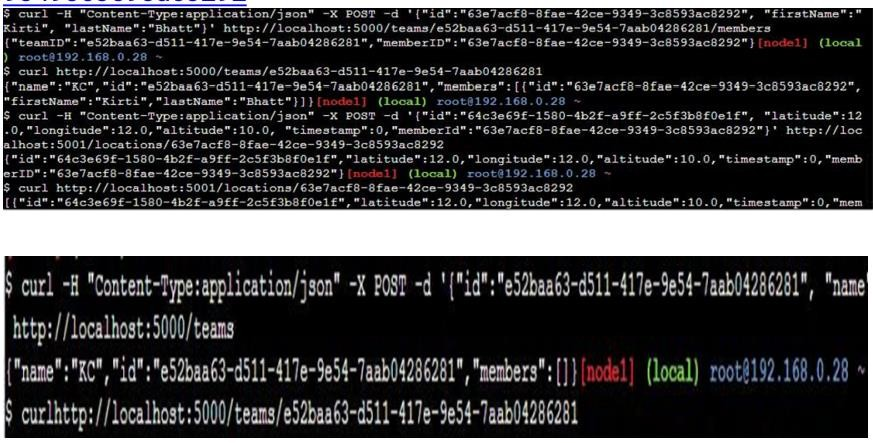 $ curl -H "Content-Type:application/json" -X POST -d '{"id":"63e7acf8-8fae-42ce-9349-3c8593ac8292", "firstName":"
Kirti", "lastName":"Bhatt"}' http://localhost:5000/teams/e52baa63-d511-417e-9e54-7aab04286281/members
{"teamID":"e52baa63-d511-417e-9e54-7aab04286281","memberID":"63e7acf8-8fae-42ce-9349-3c8593ac8292"}[node1] (local
) root@192.168.0.28 ~
$ curl http://localhost:5000/teams/e52baa63-d511-417e-9e54-7aab04286281
{"name":"KC","id":"e52baa63-d511-417e-9e54-7aab04286281","members":[{"id":"63e7acf8-8fae-42ce-9349-3c8593ac8292",
"firstName":"Kirti","lastName":"Bhatt"}]}[node1] (local) root@192.168.0.28 ~
$ curl -H "Content-Type:application/json" -X POST -d '{"id":"64c3e69f-1580-4b2f-a9ff-2c5f3b8f0e1f", "latitude":12
.0,"longitude":12.0,"altitude":10.0, "timestamp":0,"memberId":"63e7acf8-8fae-42ce-9349-3c8593ac8292"}' http://loc
alhost:5001/locations/63e7acf8-8fae-42ce-9349-3c8593ac8292
{"id":"64c3e69f-1580-4b2f-a9ff-2c5f3b8f0e1f","latitude":12.0,"longitude":12.0,"altitude":10.0,"timestamp":0,"memb
erID":"63e7acf8-8fae-42ce-9349-3c8593ac8292"}[node1] (local) root@192.168.0.28 ~
$ curl http://localhost:5001/locations/63e7acf8-8fae-42ce-9349-3c8593ac8292
[{"id":"64c3e69f-1580-4b2f-a9ff-2c5f3b8f0e1f","latitude":12.0,"longitude":12.0,"altitude":10.0,"timestamp":0,"mem
$ curl -H "Content-Type:application/json" -X POST -d '{"id":"e52baa63-d511-417e-9e54-7aab04286281", "name"
http://localhost:5000/teams
{"name":"KC","id":"e52baa63-d511-417e-9e54-7aab04286281","members":[]}[node1] (local) root@192.168.0.28 ~
$ curlhttp://localhost:5000/teams/e52baa63-d511-417e-9e54-7aab04286281